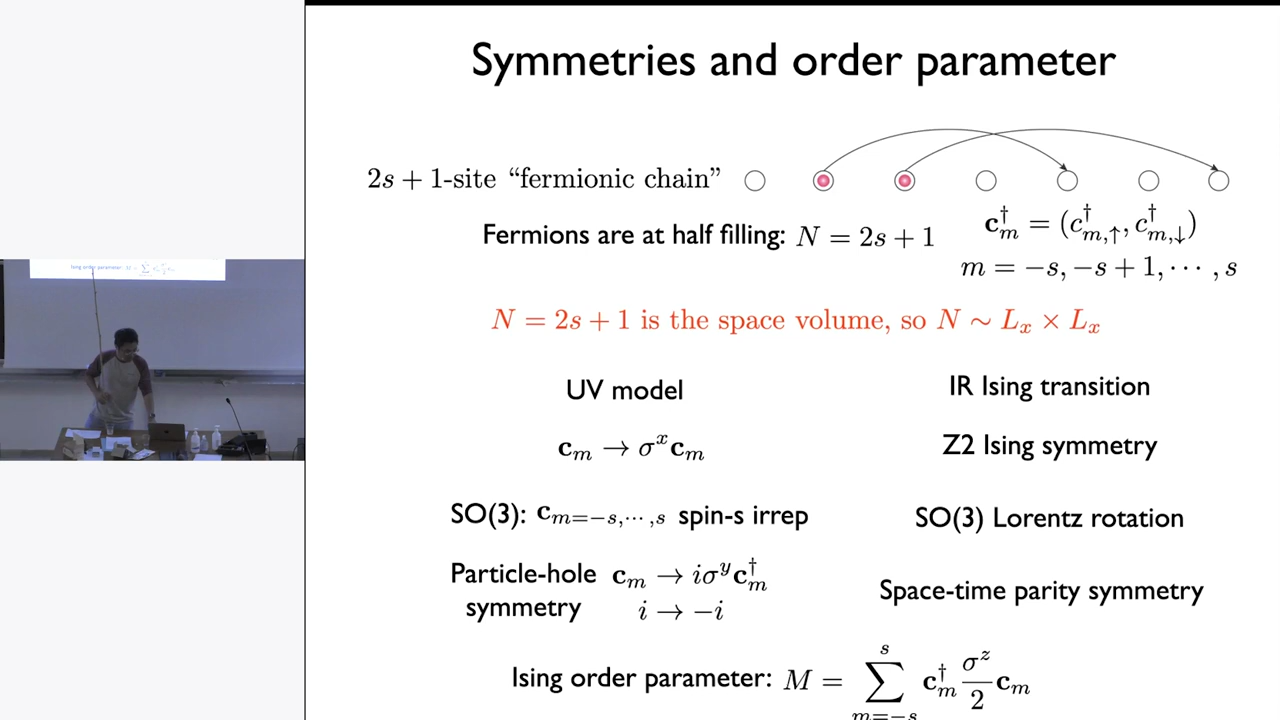 Symmetries and order parameter
2s + 1-site “fermionic chain”
Fermions are at half filling: N = 2s + 1
c†_m = (c†_{m,↑}, c†_{m,↓})
m = −s, −s + 1, ⋯ , s
N = 2s + 1 is the space volume, so N ∼ L_x × L_x
UV model
IR Ising transition
c_m → σ^x c_m
Z2 Ising symmetry
SO(3): c_{m=−s,⋯ ,s} spin-s irrep
SO(3) Lorentz rotation
Particle-hole symmetry
c_m → iσ^y c†_m
i → −i
Space-time parity symmetry
Ising order parameter: M = ∑_{m=−s}^{s} c†_m σ^z/2 c_m